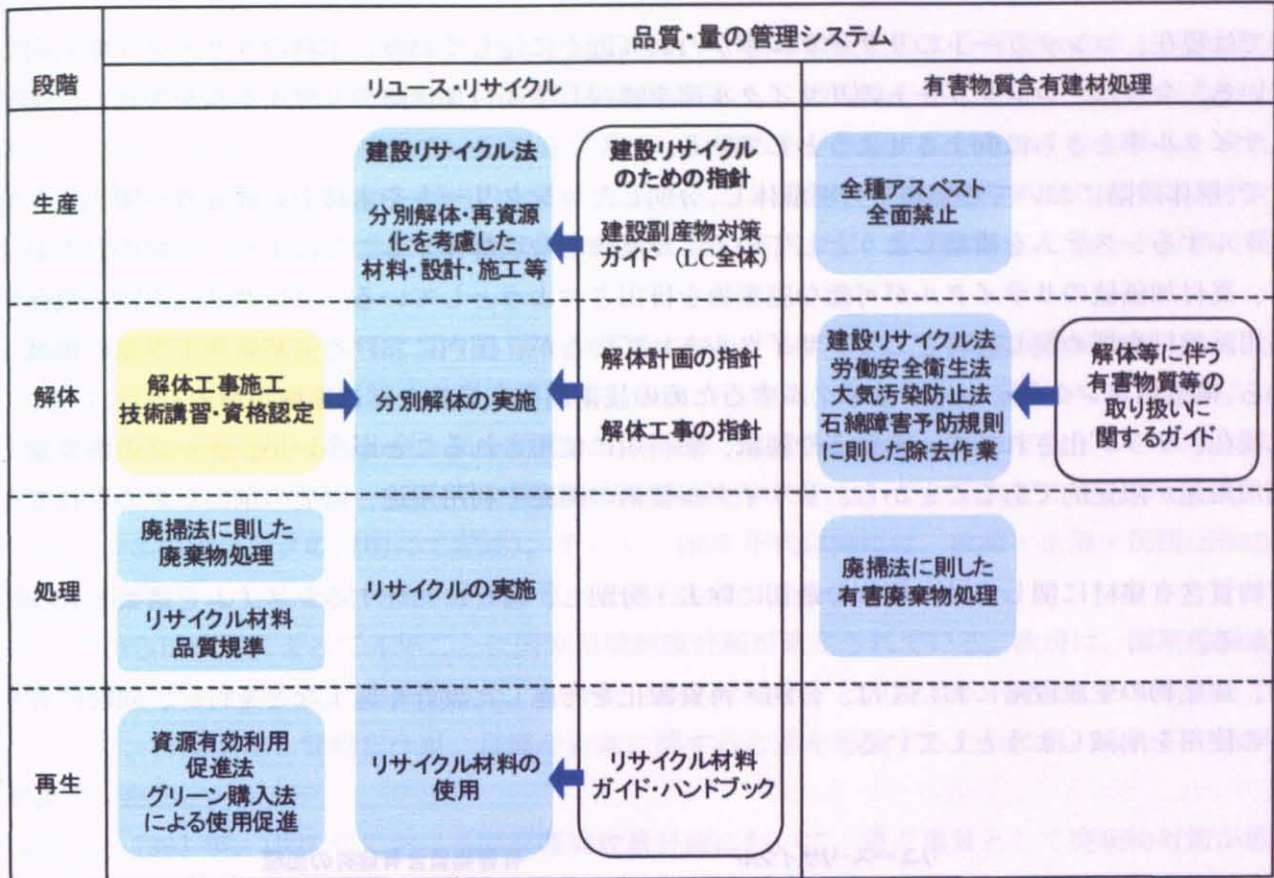 品質・量の管理システム
段階
リユース・リサイクル
有害物質含有建材処理
生産
建設リサイクル法
分別解体・再資源
化を考慮した
材料・設計・施工等
建設リサイクル
のための指針
建設副産物対策
ガイド（LC全体）
全種アスベスト
全面禁止
解体
解体工事施工
技術講習・資格認定
分別解体の実施
解体計画の指針
解体工事の指針
建設リサイクル法
労働安全衛生法
大気汚染防止法
石綿障害予防規則
に則した除去作業
解体等に伴う
有害物質等の
取り扱いに
関するガイド
処理
廃掃法に則した
廃棄物処理
リサイクル材料
品質規準
リサイクルの実施
廃掃法に則した
有害廃棄物処理
再生
資源有効利用
促進法
グリーン購入法
による使用促進
リサイクル材料の
使用
リサイクル材料
ガイド・ハンドブック